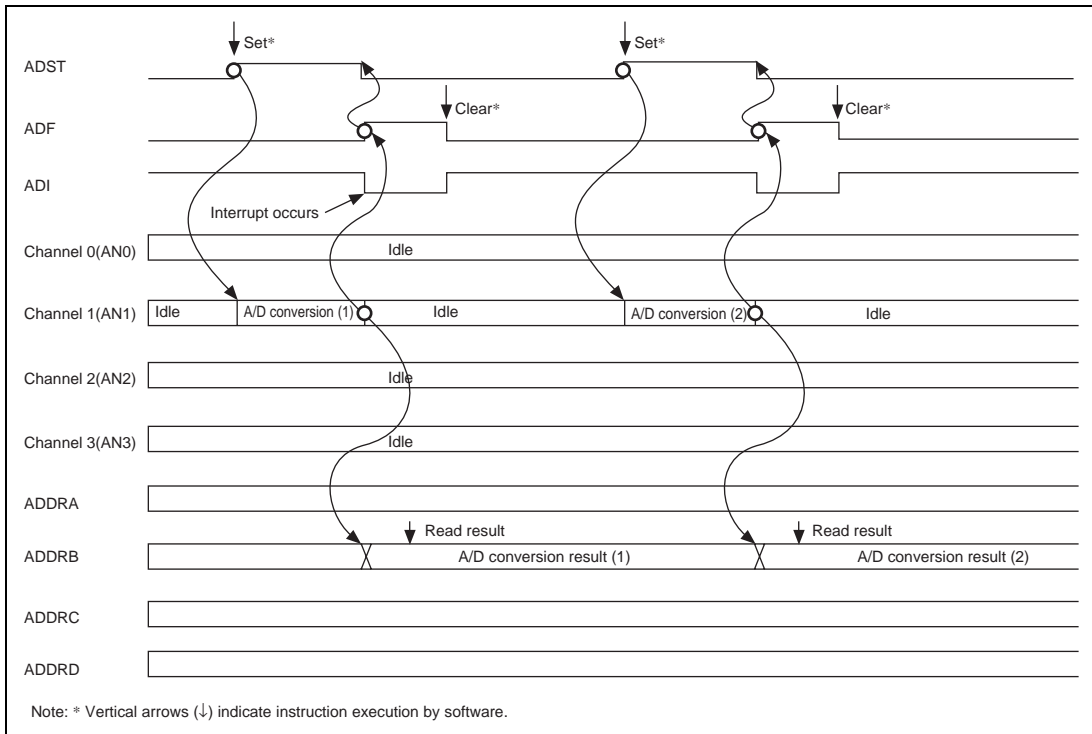 Set*
Set*
ADST
Clear*
Clear*
ADF
ADI
Interrupt occurs
Channel 0(AN0)
Idle
Channel 1(AN1)
Idle
A/D conversion (1)
Idle
A/D conversion (2)
Idle
Channel 2(AN2)
Idle
Channel 3(AN3)
Idle
ADDRA
Read result
Read result
ADDRB
A/D conversion result (1)
A/D conversion result (2)
ADDRC
ADDRD
Note: * Vertical arrows (↓) indicate instruction execution by software.